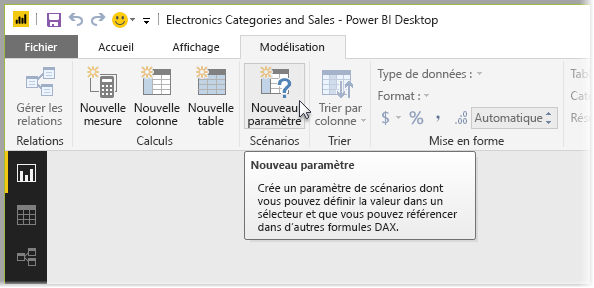 Electronics Categories and Sales - Power BI Desktop
Fichier Accueil Affichage Modélisation
Gérer les relations
Relations
Nouvelle mesure
Nouvelle colonne
Nouvelle table
Calculs
Nouveau paramètre
Scénarios
Trier par colonne
Trier
Type de données :
Format :
$ % , .00 Automatique
Mise en forme
Tabl
Caté
Rés
Nouveau paramètre
Crée un paramètre de scénarios dont
vous pouvez définir la valeur dans un
sélecteur et que vous pouvez référencer
dans d'autres formules DAX.